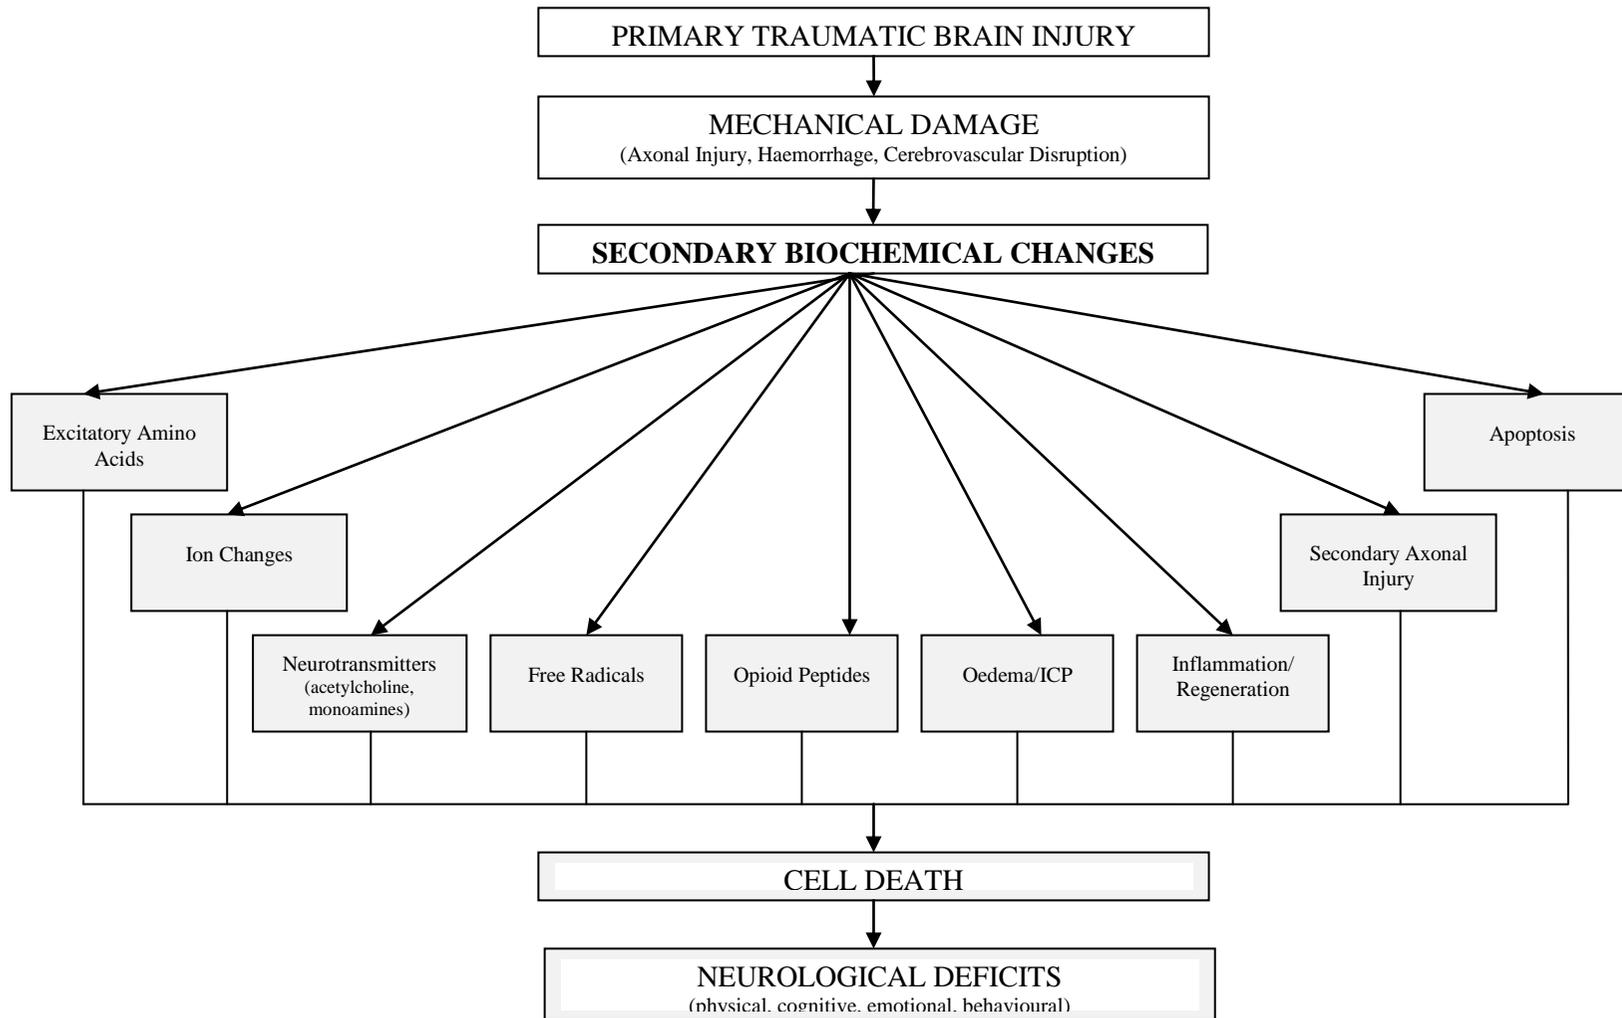 PRIMARY TRAUMATIC BRAIN INJURY
MECHANICAL DAMAGE
(Axonal Injury, Haemorrhage, Cerebrovascular Disruption)
SECONDARY BIOCHEMICAL CHANGES
Excitatory Amino
Acids
Apoptosis
Ion Changes
Secondary Axonal
Injury
Neurotransmitters
(acetylcholine,
monoamines)
Free Radicals
Opioid Peptides
Oedema/ICP
Inflammation/
Regeneration
CELL DEATH
NEUROLOGICAL DEFICITS
(physical, cognitive, emotional, behavioural)